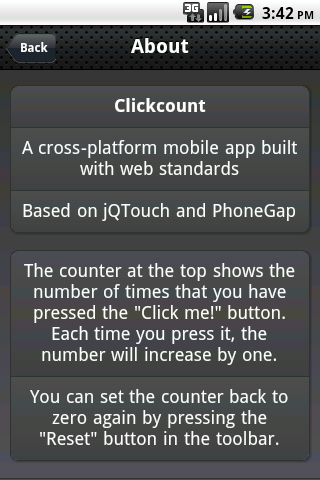 3G 3:42 PM
Back About
Clickcount
A cross-platform mobile app built
with web standards
Based on jQTouch and PhoneGap
The counter at the top shows the
number of times that you have
pressed the "Click me!" button.
Each time you press it, the
number will increase by one.
You can set the counter back to
zero again by pressing the
"Reset" button in the toolbar.